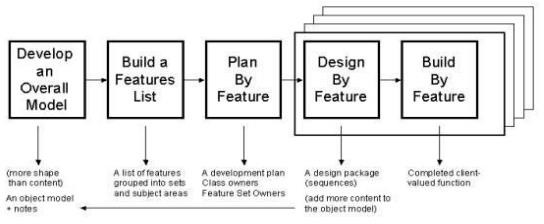 Develop
an
Overall
Model
Build a
Features
List
Plan
By
Feature
Design
By
Feature
Build
By
Feature
(more shape
than content)
An object model
+ notes
A list of features
grouped into sets
and subject areas
A development plan
Class owners
Feature Set Owners
A design package
(sequences)
(add more content to
the object model)
Completed client-
valued function